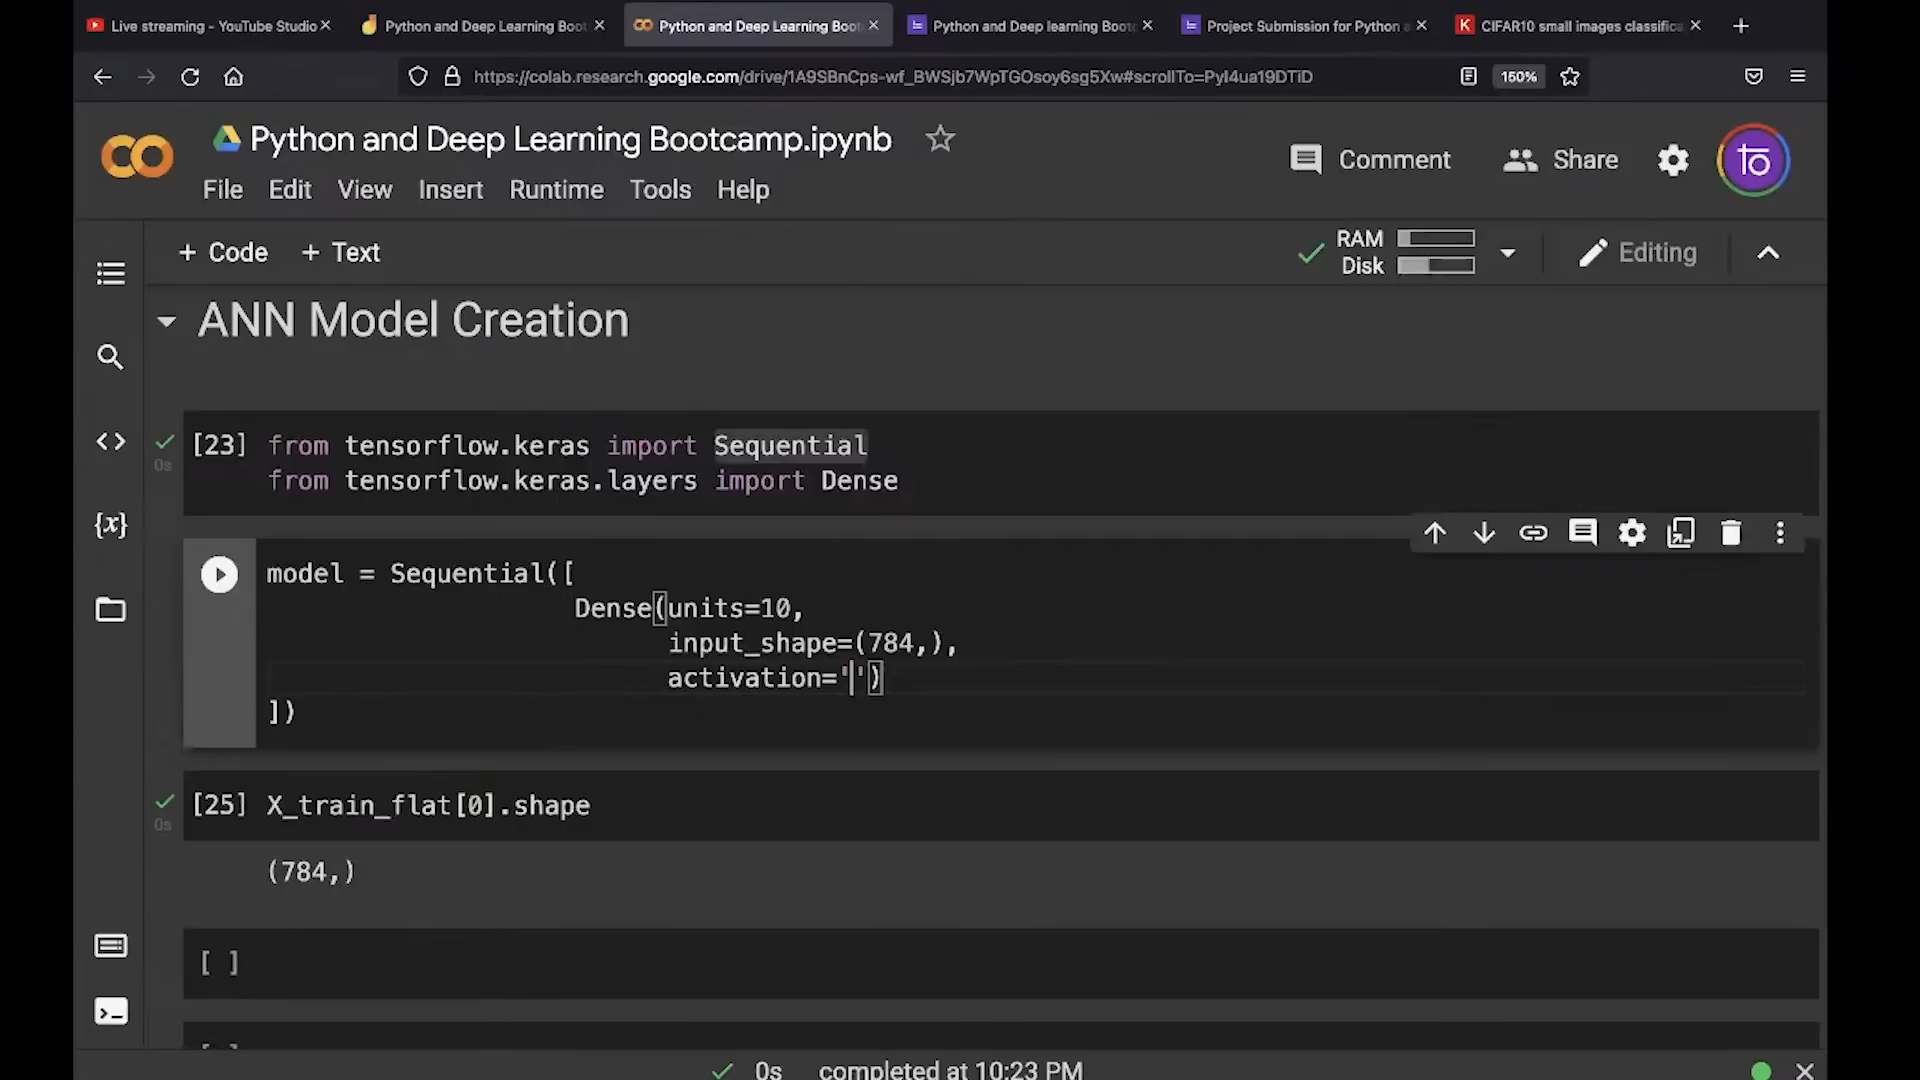 Live streaming - YouTube Studio
Python and Deep Learning Boot
Python and Deep Learning Boo
Python and Deep learning Boot
Project Submission for Python a
CIFAR10 small images classifica
https://colab.research.google.com/drive/1A9SBnCps-wf_BWSjb7WpTGOsoy6sg5Xw#scrollTo=PyI4ua19DTiD
150%
Python and Deep Learning Bootcamp.ipynb
Comment
Share
to
File Edit View Insert Runtime Tools Help
+ Code + Text
RAM
Disk
Editing
ANN Model Creation
[23] from tensorflow.keras import Sequential
0s
from tensorflow.keras.layers import Dense
{x}
model = Sequential([
Dense(units=10,
input_shape=(784,),
activation='')
])
[25] X_train_flat[0].shape
0s
(784,)
[ ]
[ ]
0s completed at 10:23 PM